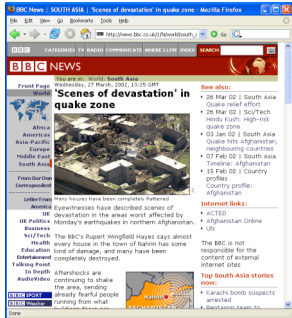 BBC News | SOUTH ASIA | 'Scenes of devastation' in quake zone - Mozilla Firefox
File Edit View Go Bookmarks Tools Help
http://news.bbc.co.uk/1/hi/world/south_
BBC CATEGORIES TV RADIO COMMUNICATE WHERE I LIVE INDEX SEARCH
BBC NEWS
You are in: World: South Asia
Wednesday, 27 March, 2002, 13:25 GMT
'Scenes of devastation' in
quake zone
Front Page
World
Africa
Americas
Asia-Pacific
Europe
Middle East
South Asia
From Our Own
Correspondent
Letter From
America
UK
UK Politics
Business
Sci/Tech
Health
Education
Entertainment
Talking Point
In Depth
AudioVideo
BBC SPORT
BBC Weather
Many houses have been completely flattened
Eyewitnesses have described scenes of
devastation in the areas worst affected by
Monday's earthquakes in northern Afghanistan.
The BBC's Rupert Wingfield Hayes says almost
every house in the town of Nahrin has some
kind of damage, and many have been
completely destroyed.
Aftershocks are
continuing to shake
the area, sending
already fearful people
running from what
Nahrin
See also:
26 Mar 02 | South Asia
Quake relief effort
26 Mar 02 | Sci/Tech
Hindu Kush: High-risk
quake zone
03 Jan 02 | South Asia
Quake hits Afghanistan,
neighbouring countries
07 Feb 02 | South Asia
Timeline: Afghanistan
15 Feb 02 | Country
profiles
Country profile:
Afghanistan
Internet links:
ACTED
Afghanistan Online
UN
The BBC is not
responsible for the
content of external
internet sites
Top South Asia stories
now:
Karachi bomb suspects
arrested
Pentagon team to
Done